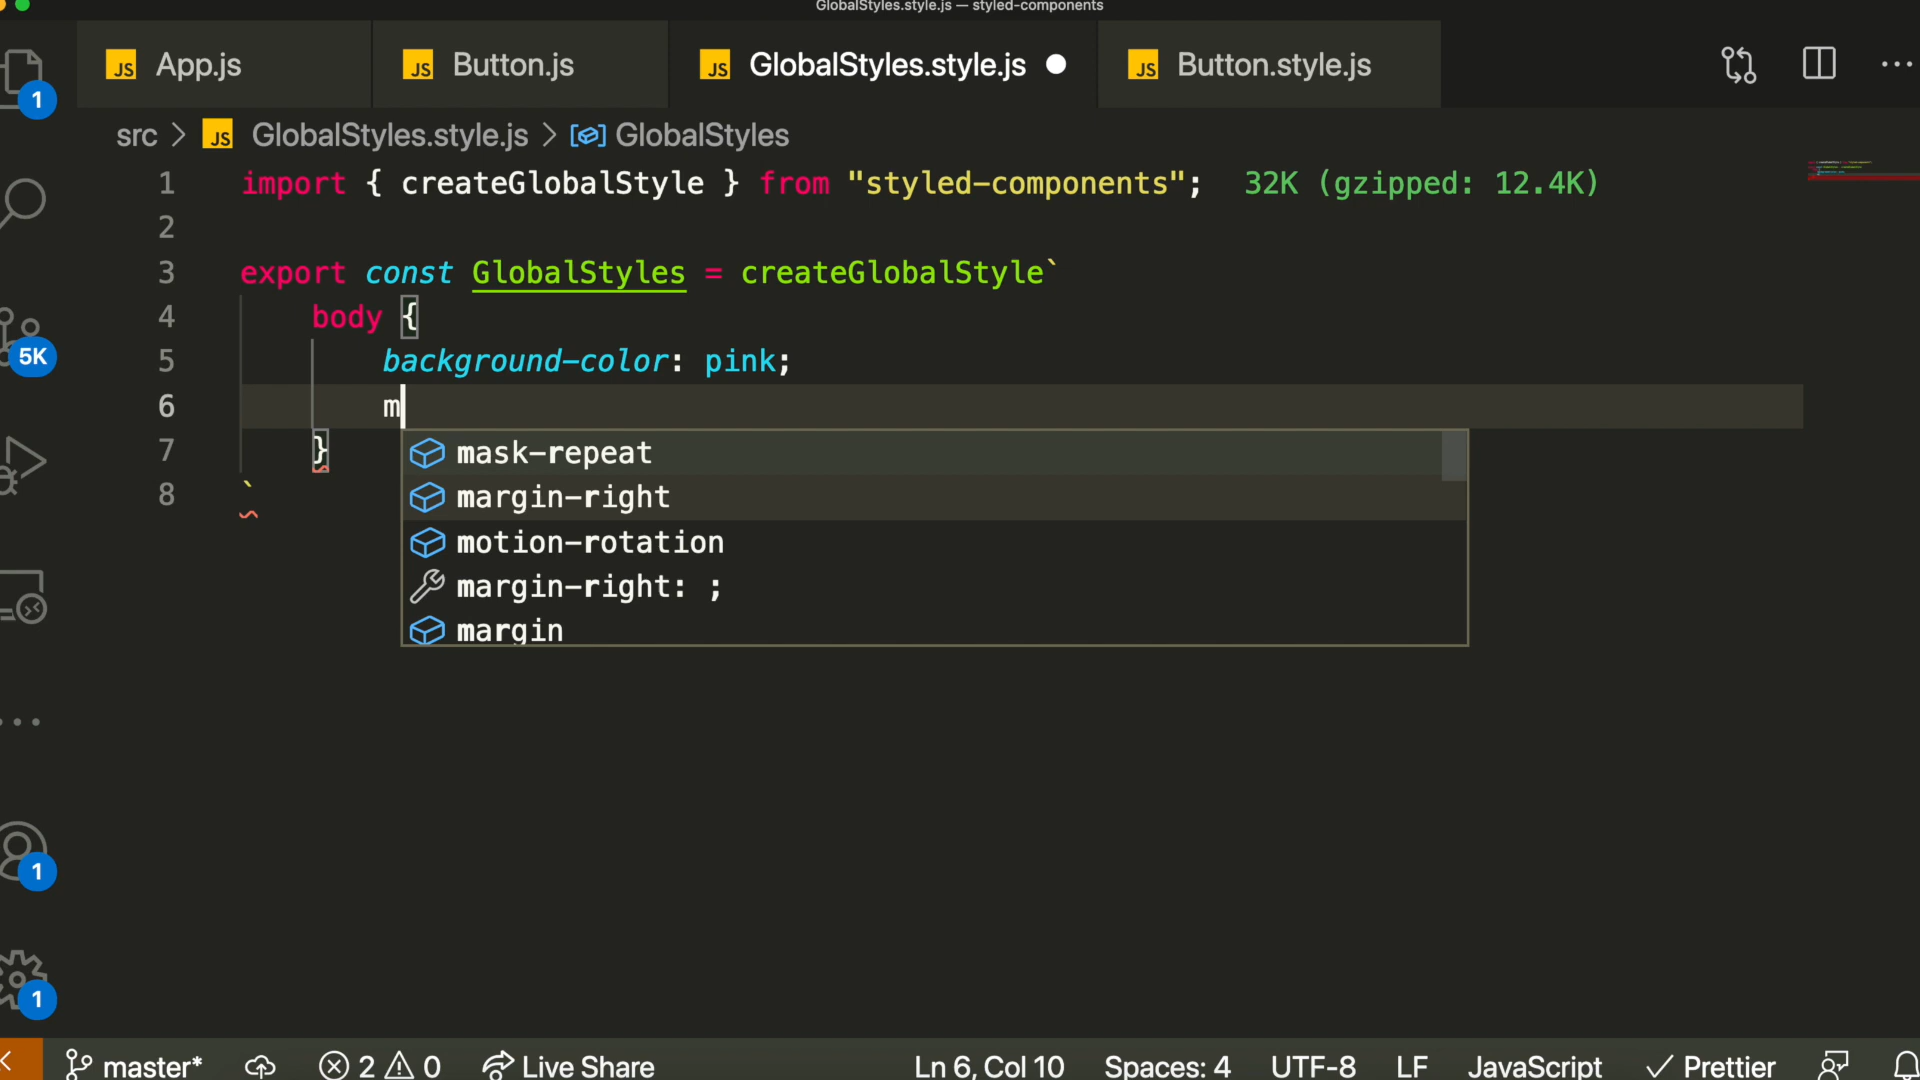 GlobalStyles.style.js — styled-components
JS App.js
JS Button.js
JS GlobalStyles.style.js
JS Button.style.js
1
src > JS GlobalStyles.style.js > GlobalStyles
1 import { createGlobalStyle } from "styled-components"; 32K (gzipped: 12.4K)
2
3 export const GlobalStyles = createGlobalStyle`
4 body {
5 background-color: pink;
5K
6 m
7 }
8 `
mask-repeat
margin-right
motion-rotation
margin-right: ;
margin
1
1
master* 2 0 Live Share Ln 6, Col 10 Spaces: 4 UTF-8 LF JavaScript Prettier